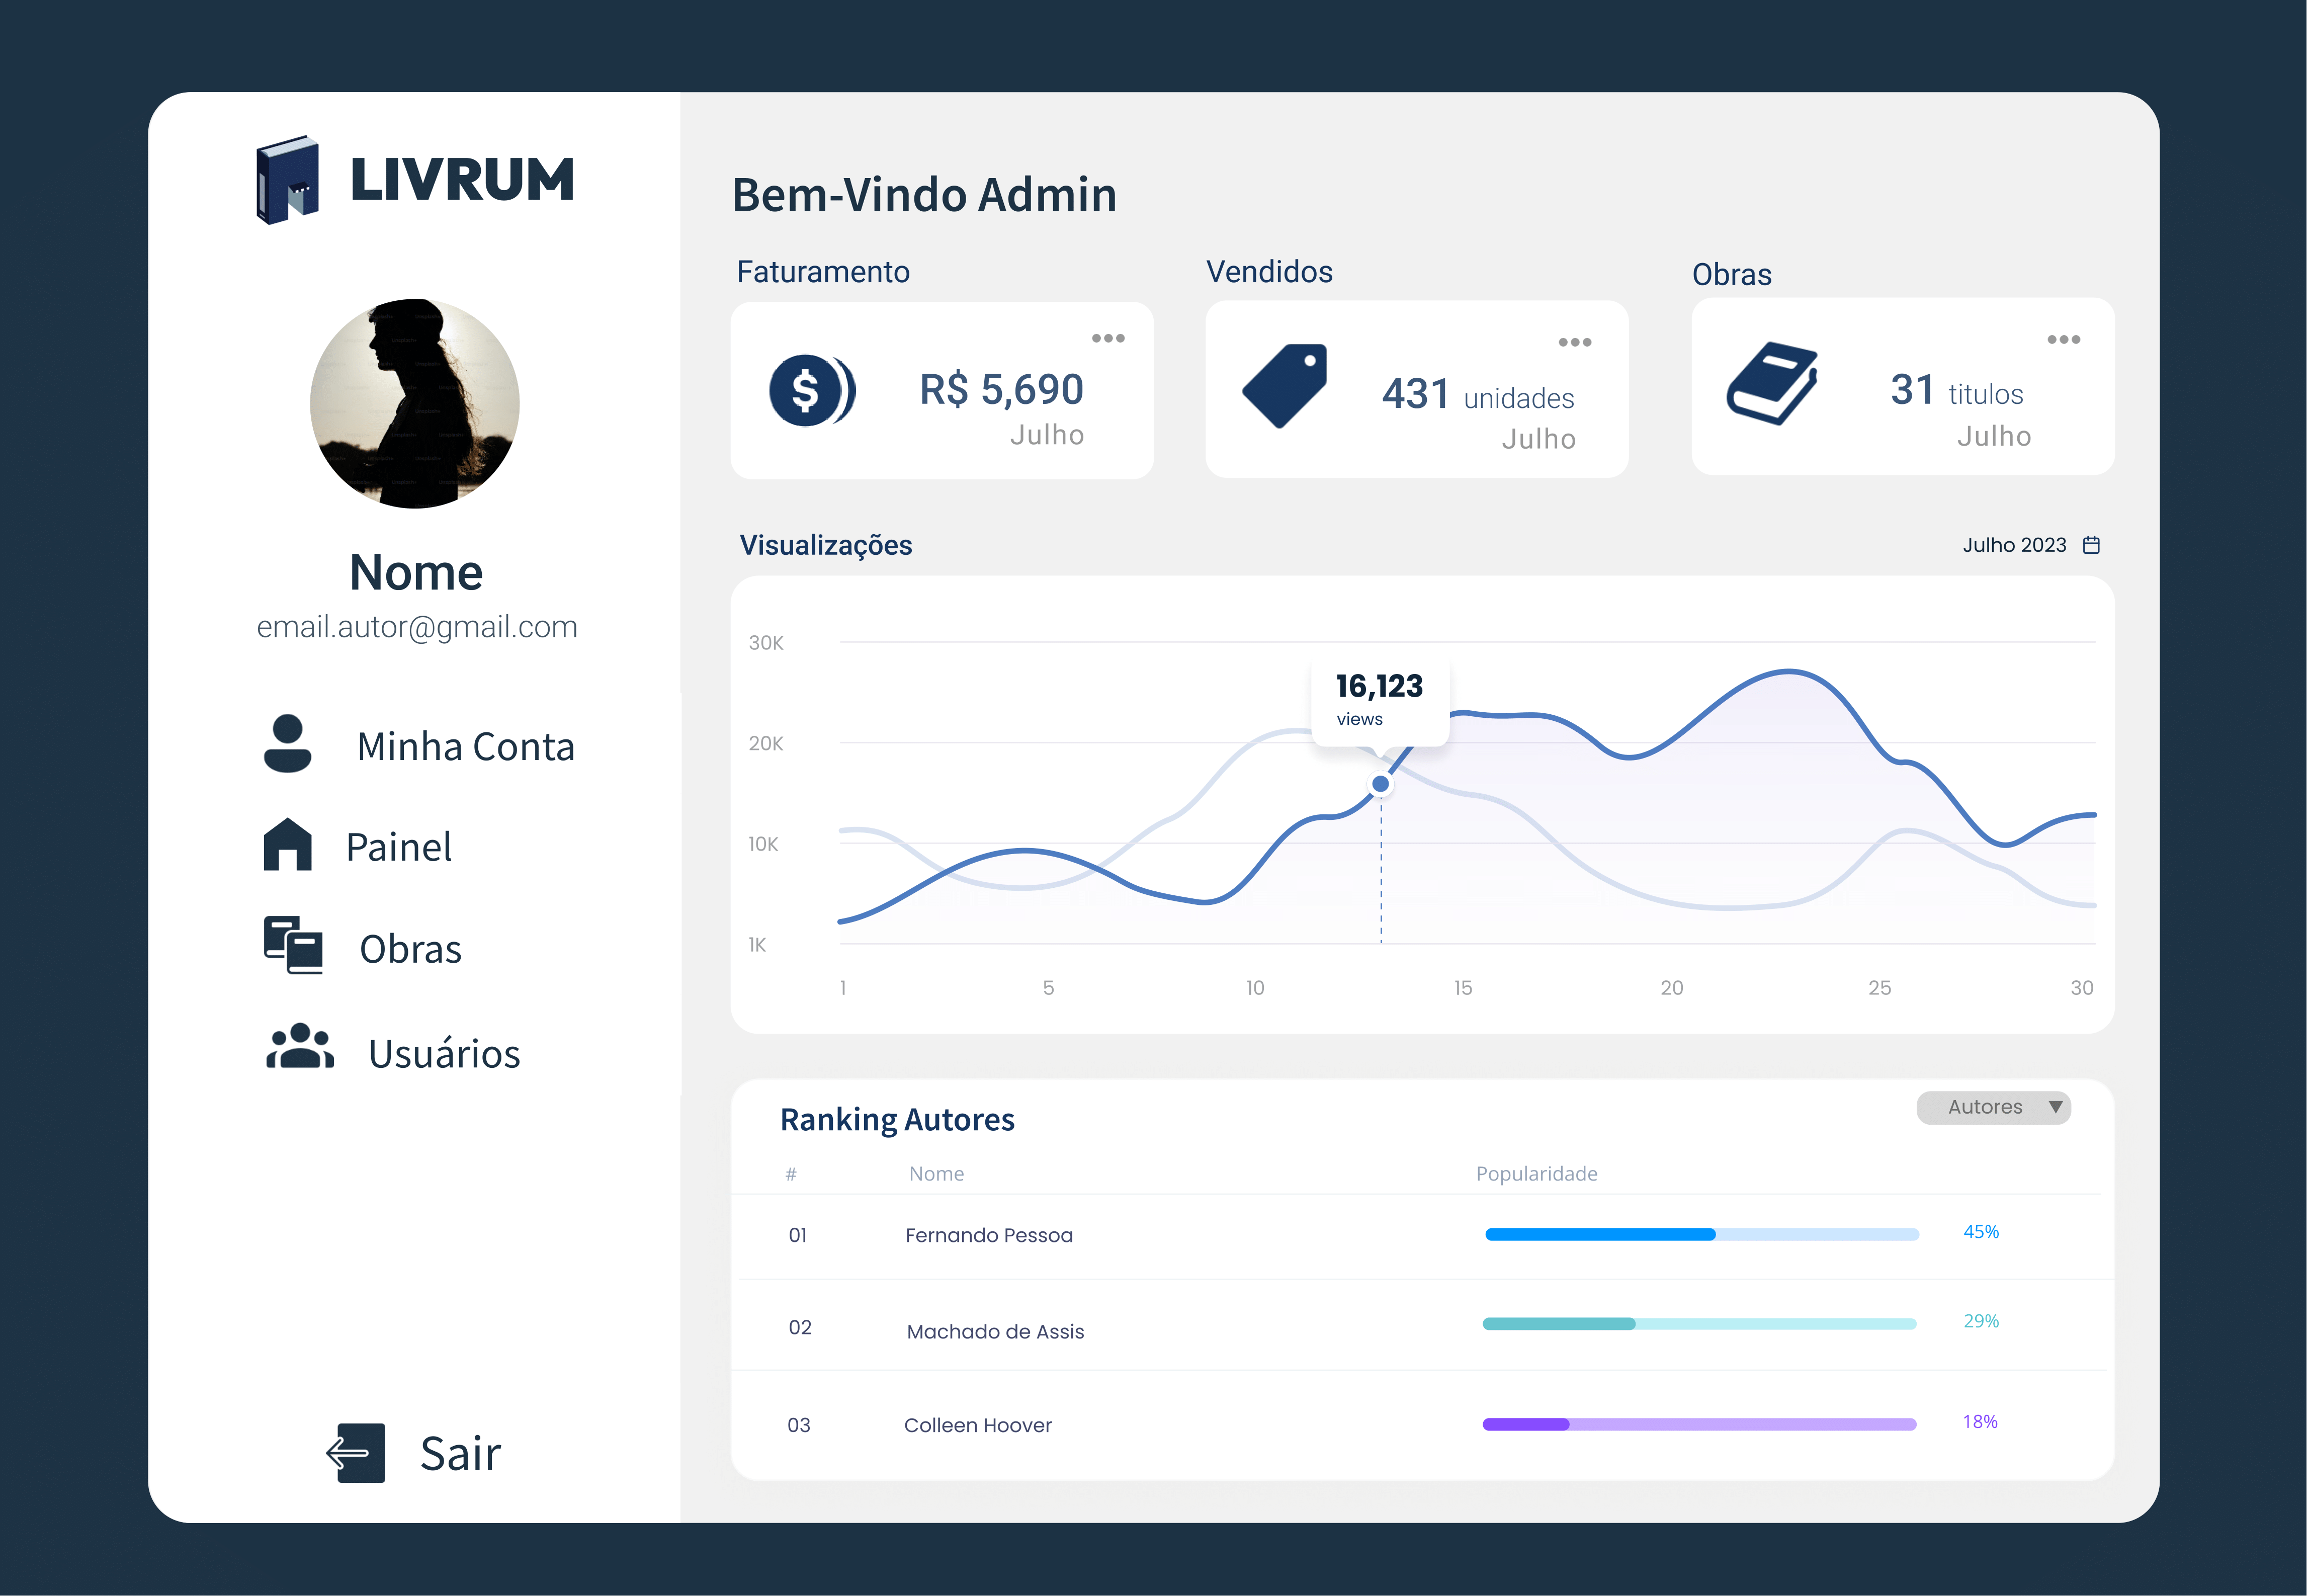 LIVRUM
Nome
email.autor@gmail.com
Minha Conta
Painel
Obras
Usuários
Sair
Bem-Vindo Admin
Faturamento
R$ 5,690
Julho
Vendidos
431 unidades
Julho
Obras
31 titulos
Julho
Visualizações
Julho 2023
30K
20K
10K
1K
16,123
views
1 5 10 15 20 25 30
Ranking Autores
Autores ▼
# Nome Popularidade
01 Fernando Pessoa 45%
02 Machado de Assis 29%
03 Colleen Hoover 18%